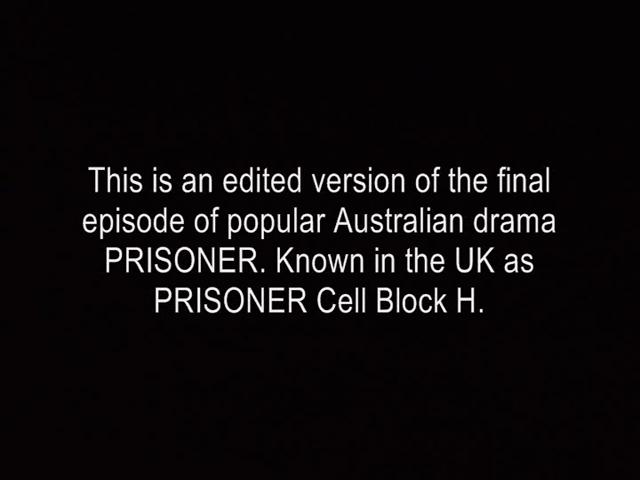 This is an edited version of the final
episode of popular Australian drama
PRISONER. Known in the UK as
PRISONER Cell Block H.